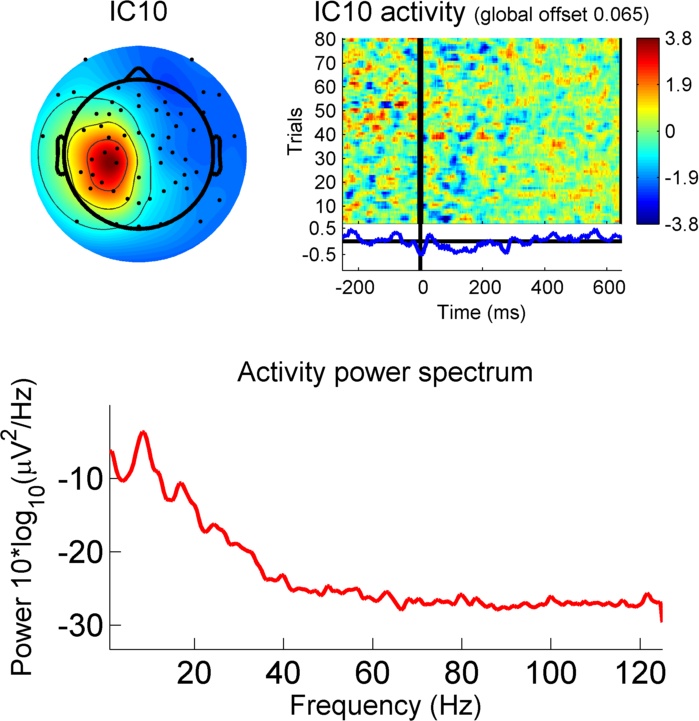 IC10
IC10 activity (global offset 0.065)
Trials
80
70
60
50
40
30
20
10
0.5
-0.5
-200 0 200 400 600
Time (ms)
3.8
1.9
0
-1.9
-3.8
Activity power spectrum
Power 10*log10(μV2/Hz)
-10
-20
-30
20 40 60 80 100 120
Frequency (Hz)